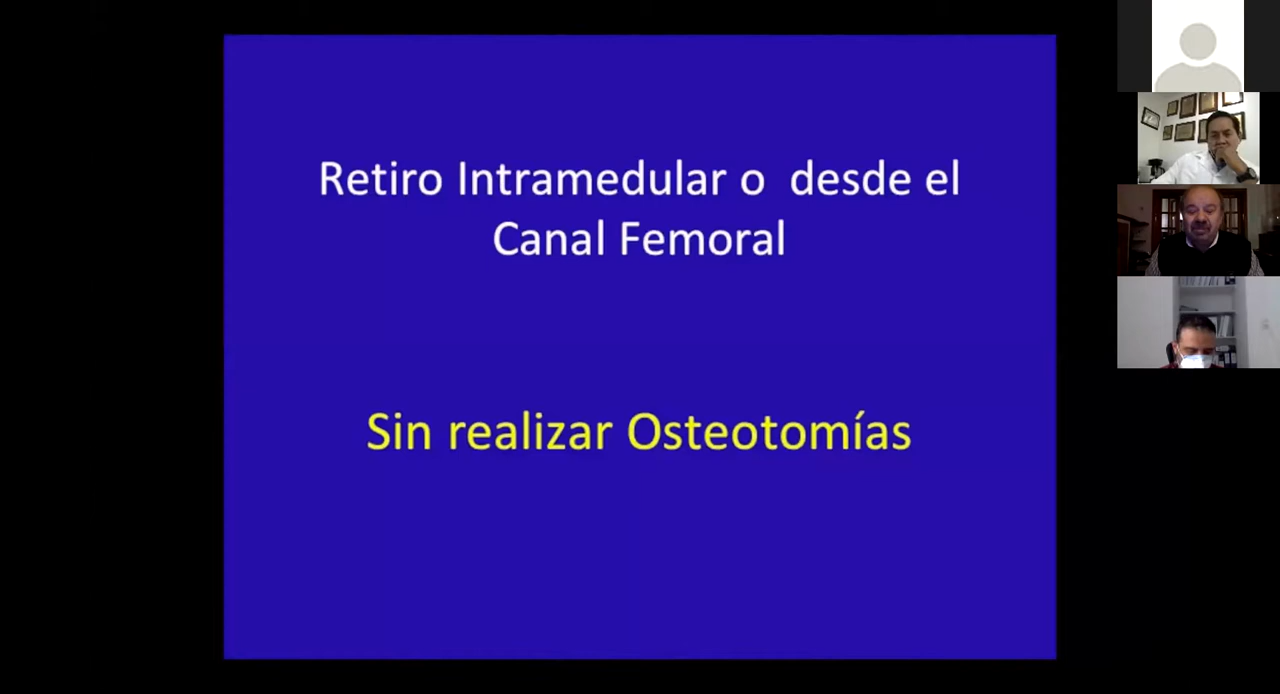 Retiro Intramedular o desde el
Canal Femoral
Sin realizar Osteotomías